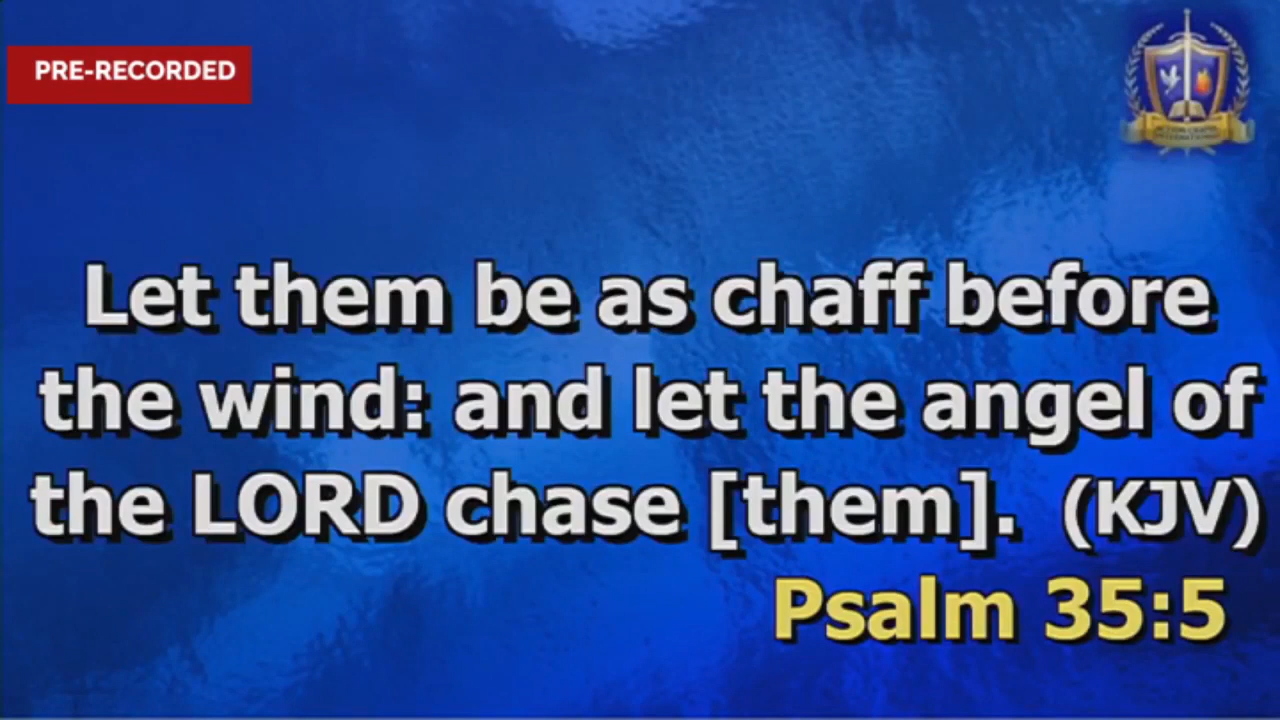 PRE-RECORDED
Let them be as chaff before
the wind: and let the angel of
the LORD chase [them]. (KJV)
Psalm 35:5